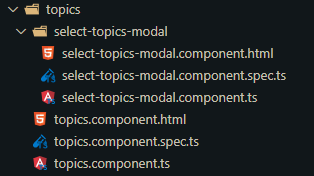 topics
select-topics-modal
select-topics-modal.component.html
select-topics-modal.component.spec.ts
select-topics-modal.component.ts
topics.component.html
topics.component.spec.ts
topics.component.ts